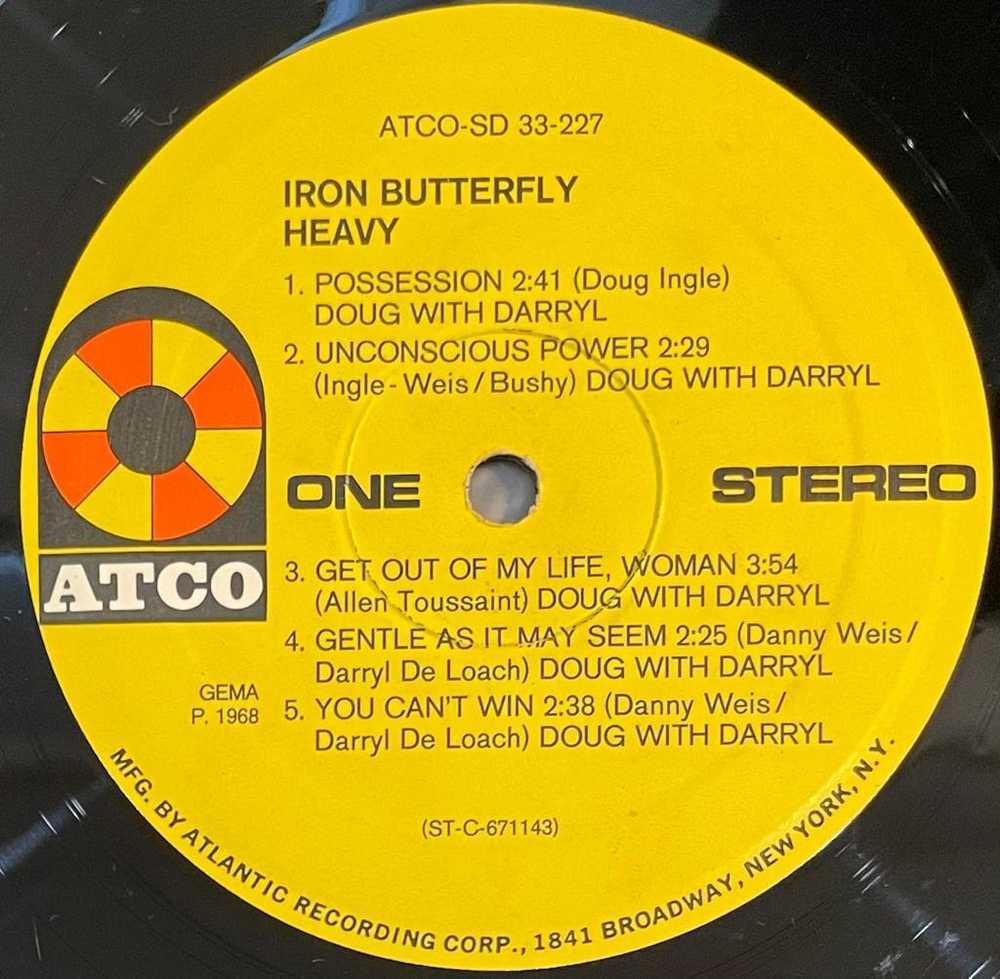 ATCO-SD 33-227
IRON BUTTERFLY
HEAVY
1. POSSESSION 2:41 (Doug Ingle)
DOUG WITH DARRYL
2. UNCONSCIOUS POWER 2:29
(Ingle - Weis / Bushy) DOUG WITH DARRYL
ONE
STEREO
ATCO
3. GET OUT OF MY LIFE, WOMAN 3:54
(Allen Toussaint) DOUG WITH DARRYL
4. GENTLE AS IT MAY SEEM 2:25 (Danny Weis /
Darryl De Loach) DOUG WITH DARRYL
GEMA
P. 1968
5. YOU CAN'T WIN 2:38 (Danny Weis /
Darryl De Loach) DOUG WITH DARRYL
(ST-C-671143)
MFG. BY ATLANTIC RECORDING CORP., 1841 BROADWAY, NEW YORK, N.Y.